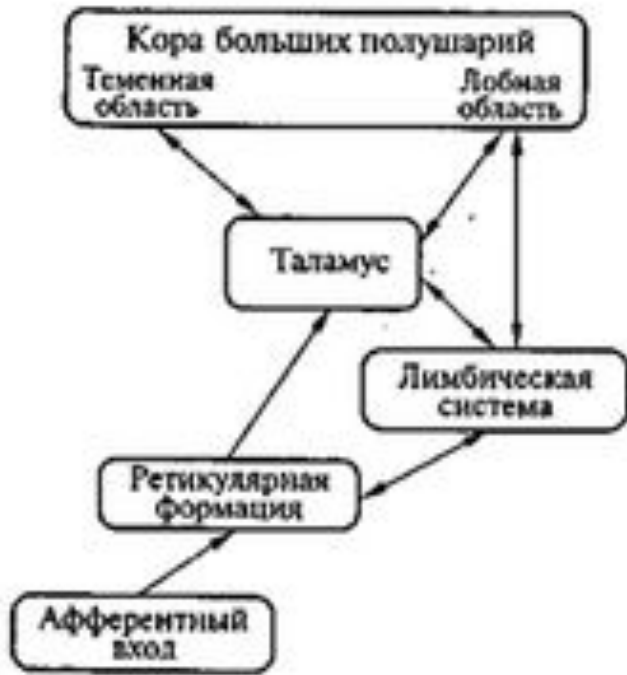 Кора больших полушарий
Теменная
область
Лобная
область
Таламус
Лимбическая
система
Ретикулярная
формация
Афферентный
вход